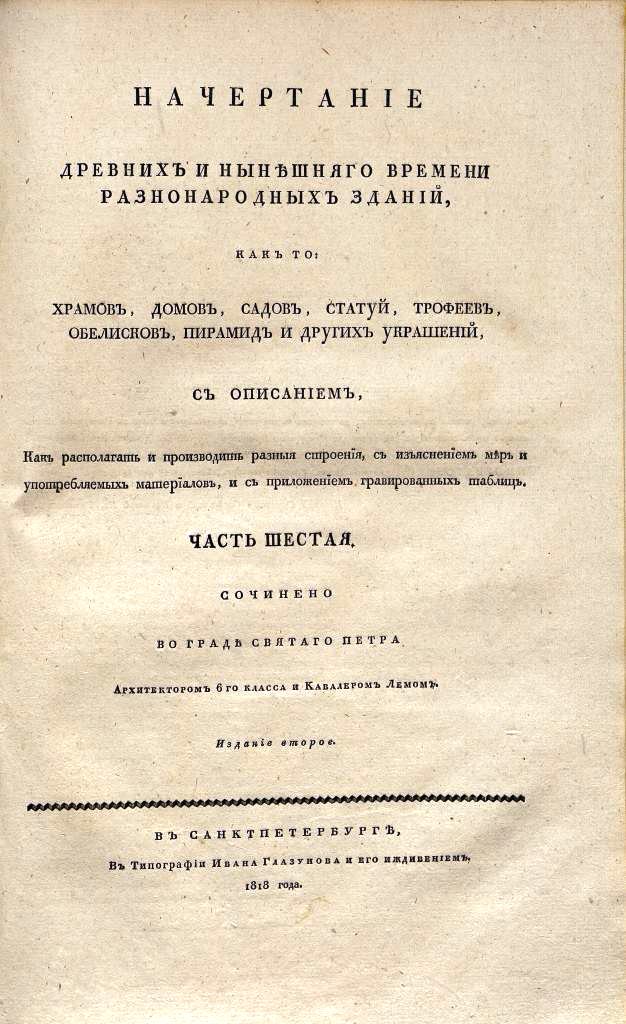 НАЧЕРТАНІЕ
ДРЕВНИХЪ И НЫНѢШНЯГО ВРЕМЕНИ
РАЗНОНАРОДНЫХЪ ЗДАНІЙ,
КАКЪ ТО:
ХРАМОВЪ, ДОМОВЪ, САДОВЪ, СТАТУЙ, ТРОФЕЕВЪ,
ОБЕЛИСКОВЪ, ПИРАМИДЪ И ДРУГИХЪ УКРАШЕНІЙ,
СЪ ОПИСАНІЕМЪ,
Какъ располагать и производить разныя строенія, съ изъясненіемъ мѣръ и
употребляемыхъ матеріаловъ, и съ приложеніемъ гравированныхъ таблицъ.
ЧАСТЬ ШЕСТАЯ,
СОЧИНЕНО
ВО ГРАДѢ СВЯТАГО ПЕТРА
Архитекторомъ 6 го класса и Кавалеромъ Лемомъ.
Изданіе второе.
ВЪ САНКТПЕТЕРБУРГѢ,
Въ Типографіи Ивана Глазунова и его иждивеніемъ.
1818 года.